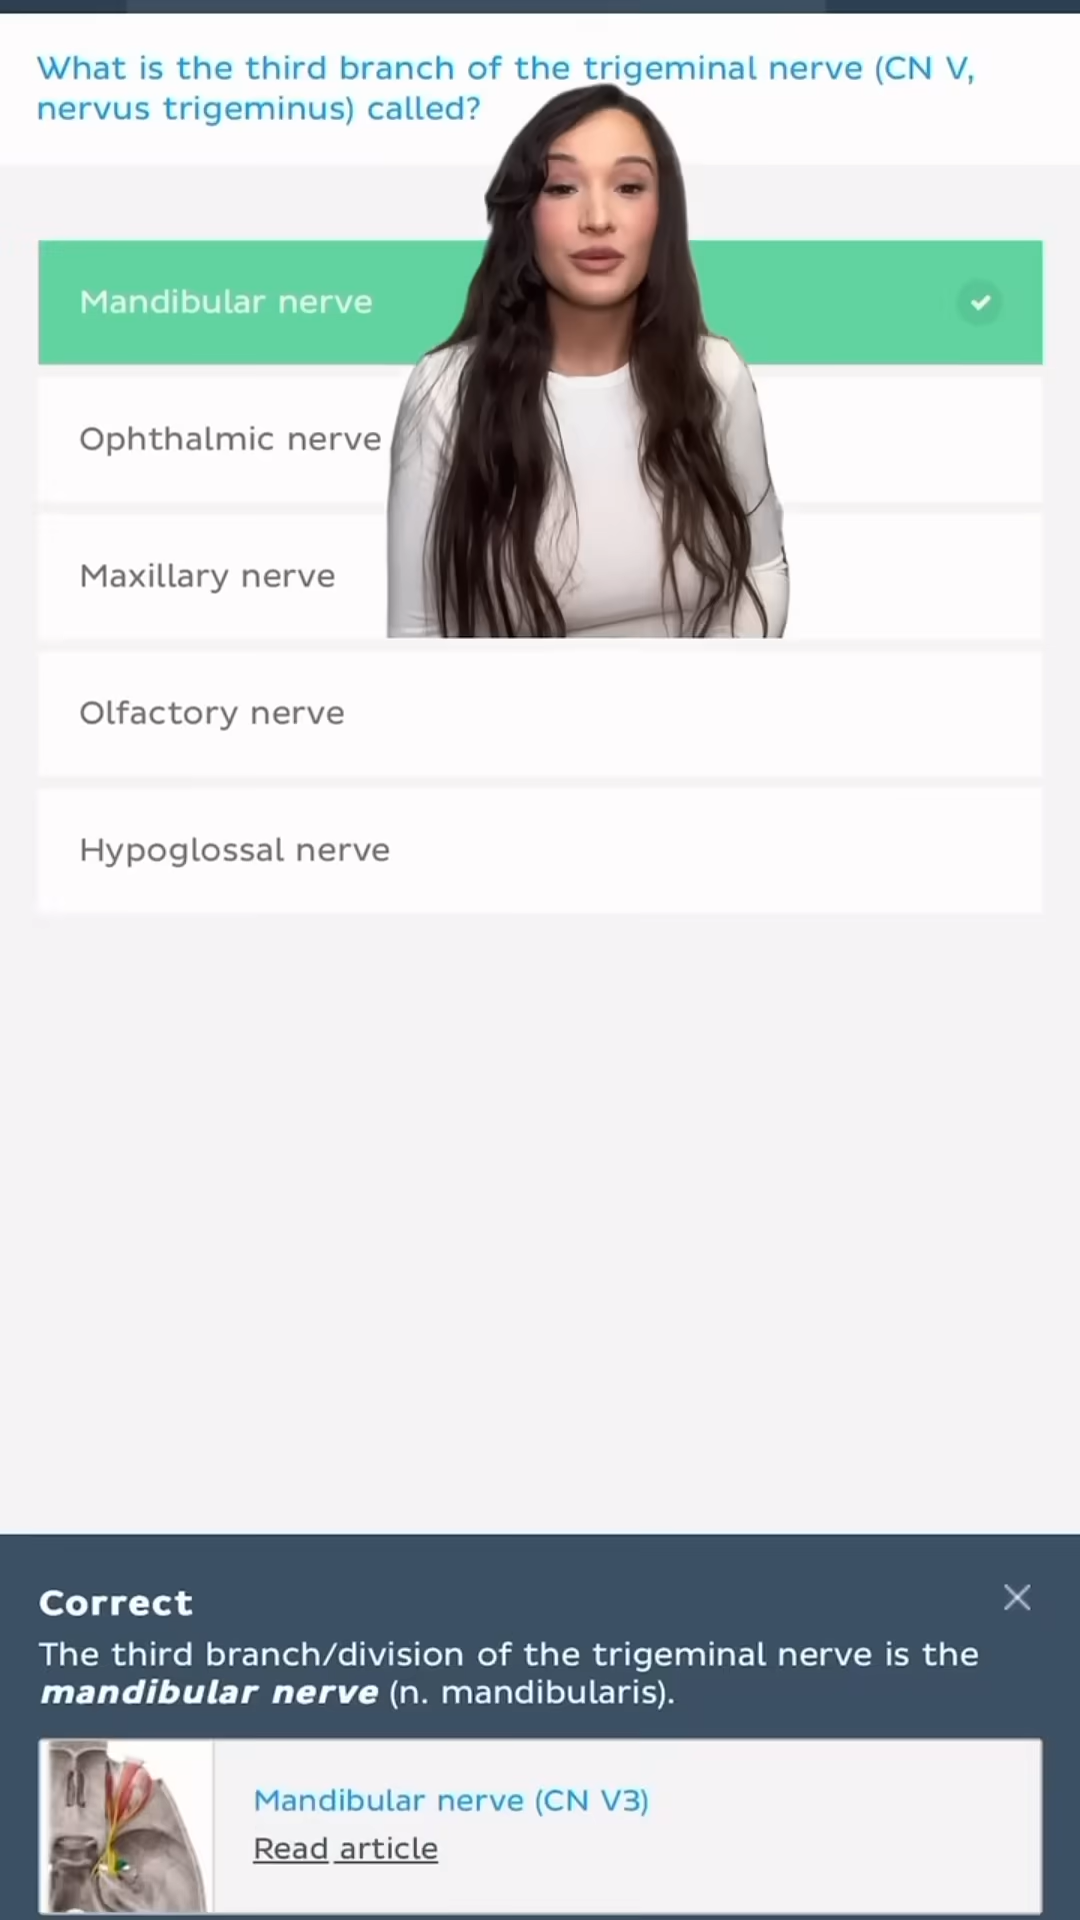 What is the third branch of the trigeminal nerve (CN V,
nervus trigeminus) called?
Mandibular nerve
Ophthalmic nerve
Maxillary nerve
Olfactory nerve
Hypoglossal nerve
Correct
The third branch/division of the trigeminal nerve is the
mandibular nerve (n. mandibularis).
Mandibular nerve (CN V3)
Read article